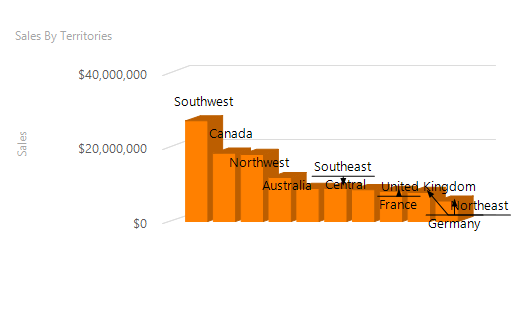 Sales By Territories
$40,000,000
Southwest
Canada
$20,000,000
Northwest
Southeast
Australia
Central
United Kingdom
France
Northeast
Germany
$0
Sales